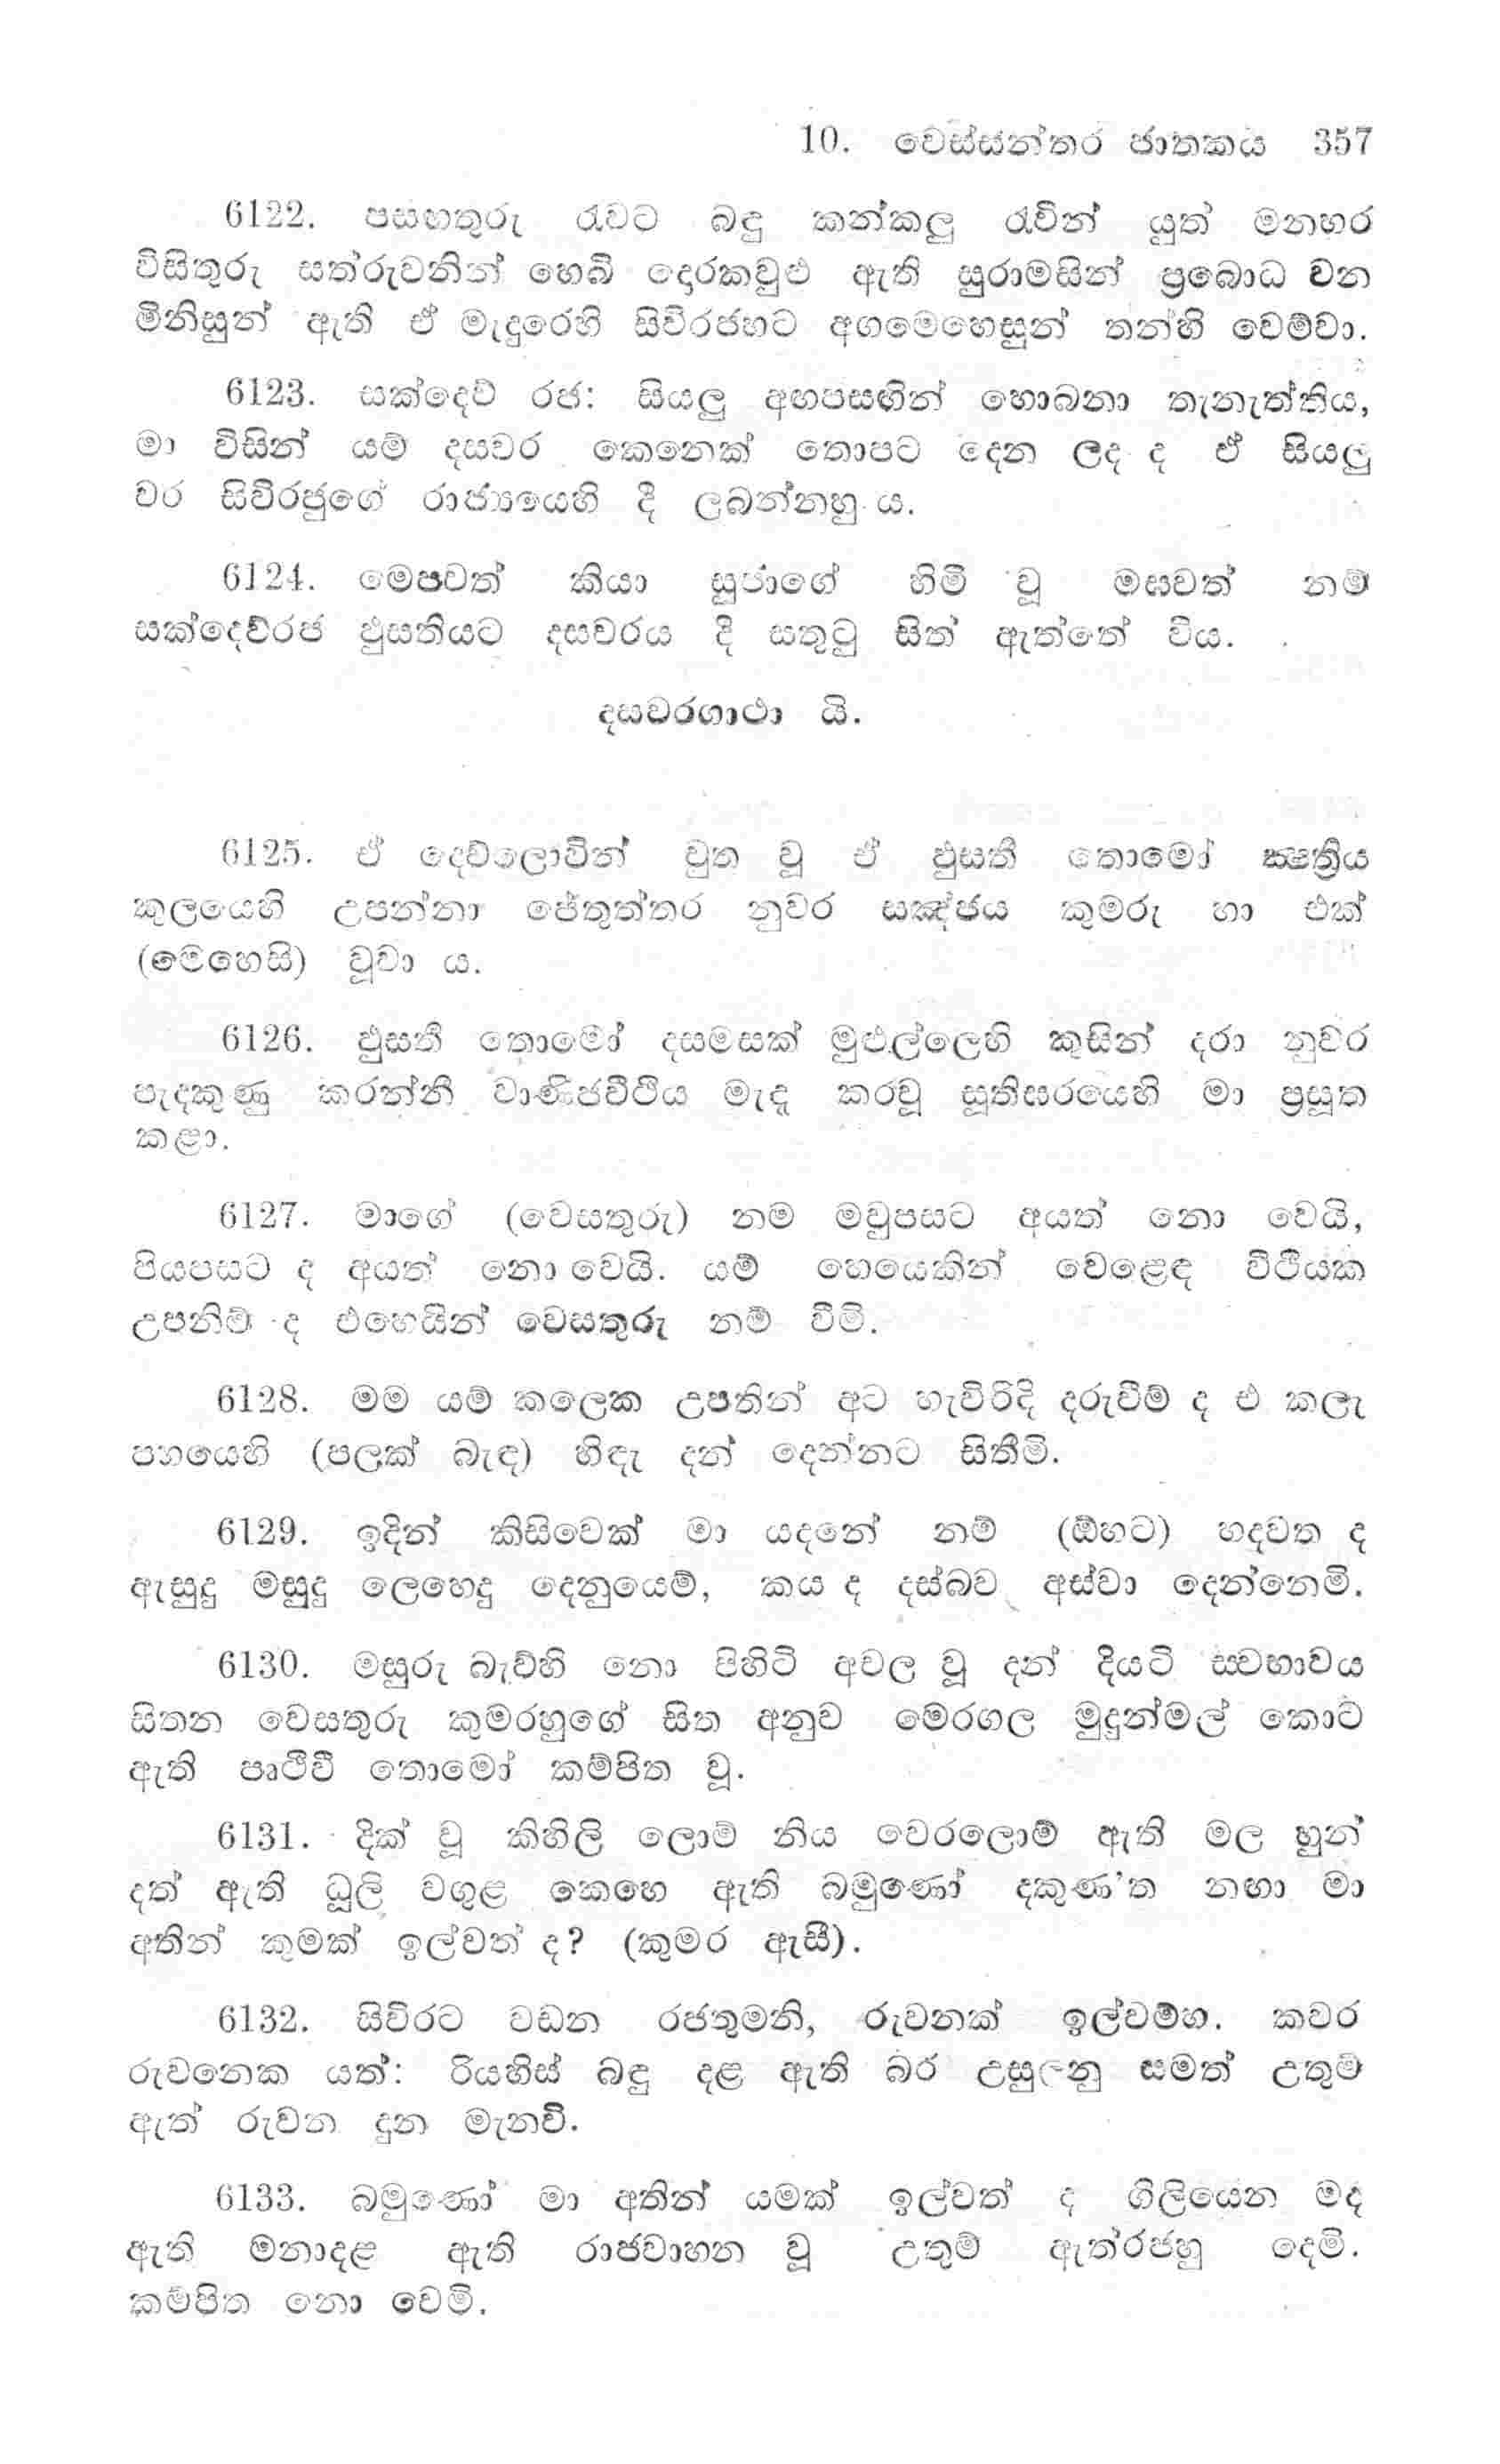 10. වෙස්සන්තර ජාතකය 357
6122. පසඟතුරු රැවට බඳු කන්කලු රැවින් යුත් මනහර
විසිතුරු සත්රුවනින් හෙබි දොරකවුළු ඇති සුරාමසින් ප්‍රබොධ වන
මිනිසුන් ඇති ඒ මැදුරෙහි සිවිරජහට අගමෙහෙසුන් තන්හි වෙම්වා.
6123. සක්දෙව් රජ: සියලු අඟපසඟින් හොබනා තැනැත්තිය,
මා විසින් යම් දසවර කෙනෙක් තොපට දෙන ලද ද ඒ සියලු
වර සිවිරජුගේ රාජ්‍යයෙහි දී ලබන්නහු ය.
6124. මෙපවත් කියා සුජාගේ හිමි වූ මඝවත් නම්
සක්දෙව්රජ ඵුසතියට දසවරය දී සතුටු සිත් ඇත්තේ විය.
දසවරගාථා යි.
6125. ඒ දෙව්ලොවින් චුත වූ ඒ ඵුසතී තොමෝ ක්‍ෂත්‍රිය
කුලයෙහි උපන්නා ජේතුත්තර නුවර සඤ්ජය කුමරු හා එක්
(මෙහෙසි) වූවා ය.
6126. ඵුසතී තොමෝ දසමසක් මුළුල්ලෙහි කුසින් දරා නුවර
පැදකුණු කරන්නී වාණිජවීථිය මැද කරවූ සූතිඝරයෙහි මා ප්‍රසූත
කළා.
6127. මාගේ (වෙසතුරු) නම මවුපසට අයත් නො වෙයි,
පියපසට ද අයත් නො වෙයි. යම් හෙයෙකින් වෙළෙඳ වීථියක
උපනිම් ද එහෙයින් වෙසතුරු නම් වීමි.
6128. මම යම් කලෙක උපතින් අට හැවිරිදි දරුවීම් ද එ කලැ
පහයෙහි (පලක් බැඳ) හිඳැ දන් දෙන්නට සිතීමි.
6129. ඉදින් කිසිවෙක් මා යදනේ නම් (ඕහට) හදවත ද
ඇසුදු මසුදු ලෙහෙදු දෙනුයෙම්, කය ද දස්බව අස්වා දෙන්නෙමි.
6130. මසුරු බැව්හි නො පිහිටි අචල වූ දන් දියටි ස්වභාවය
සිතන වෙසතුරු කුමරහුගේ සිත අනුව මේරගල මුදුන්මල් කොට
ඇති පෘථිවී තොමෝ කම්පිත වූ.
6131. දික් වූ කිහිලි ලොම් නිය වෙරලොම් ඇති මල හුන්
දත් ඇති ධූලි වගුළ කෙහෙ ඇති බමුණෝ දකුණ'ත නඟා මා
අතින් කුමක් ඉල්වත් ද? (කුමර ඇසී).
6132. සිවිරට වඩන රජතුමනි, රුවනක් ඉල්වම්හ. කවර
රුවනෙක යත්: රියහිස් බඳු දළ ඇති බර උසුලනු සමත් උතුම්
ඇත් රුවන දුන මැනවි.
6133. බමුණෝ මා අතින් යමක් ඉල්වත් ද ගිලියෙන මද
ඇති මනාදළ ඇති රාජවාහන වූ උතුම් ඇත්රජහු දෙමි.
කම්පිත නො වෙමි.